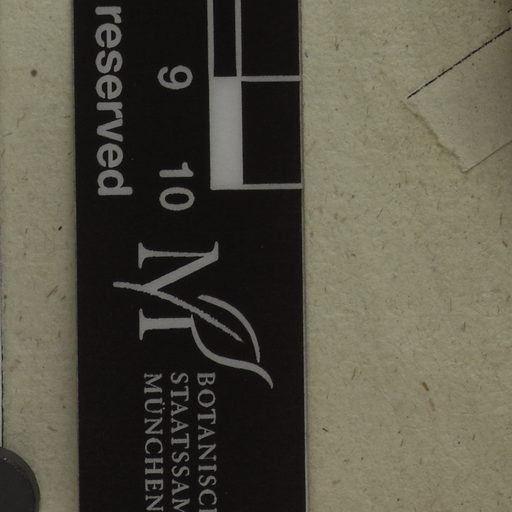 reserved
9 10
M
BOTANISC
STAATSSAM
MÜNCHEN